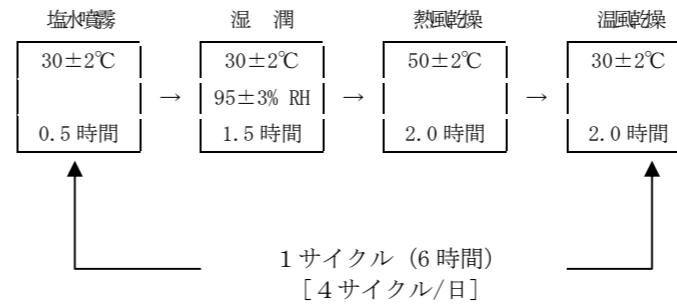 塩水噴霧 湿 潤 熱風乾燥 温風乾燥
30±2℃ 30±2℃ 50±2℃ 30±2℃
→ 95±3% RH → →
0.5 時間 1.5 時間 2.0 時間 2.0 時間
1サイクル (6 時間)
[4サイクル/日]